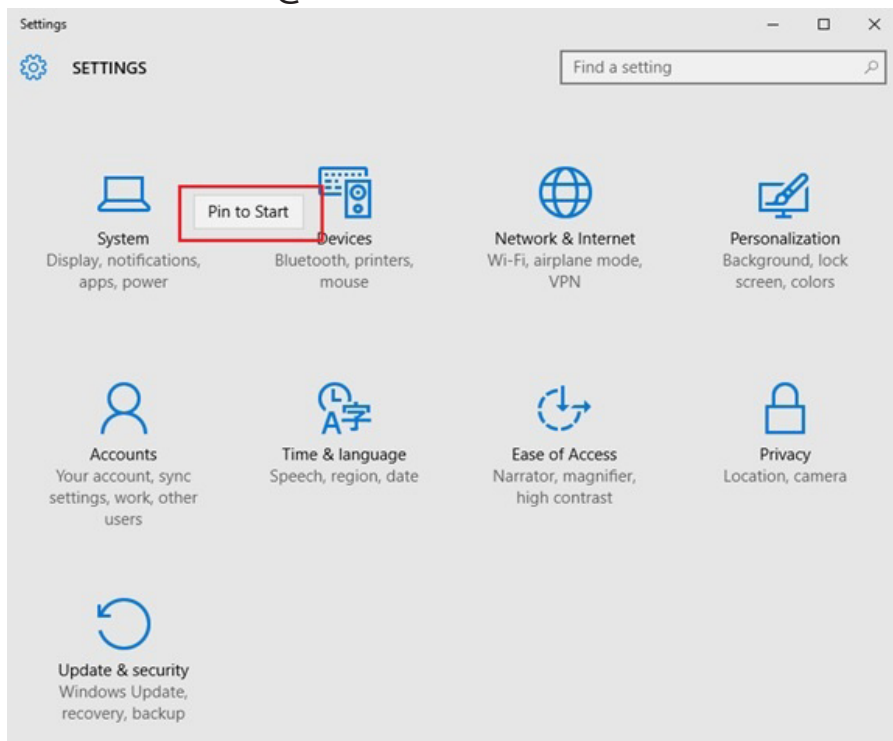 Settings
SETTINGS
Find a setting
Pin to Start
System
Display, notifications,
apps, power
Devices
Bluetooth, printers,
mouse
Network & Internet
Wi-Fi, airplane mode,
VPN
Personalization
Background, lock
screen, colors
Accounts
Your account, sync
settings, work, other
users
A字
Time & language
Speech, region, date
Ease of Access
Narrator, magnifier,
high contrast
Privacy
Location, camera
Update & security
Windows Update,
recovery, backup